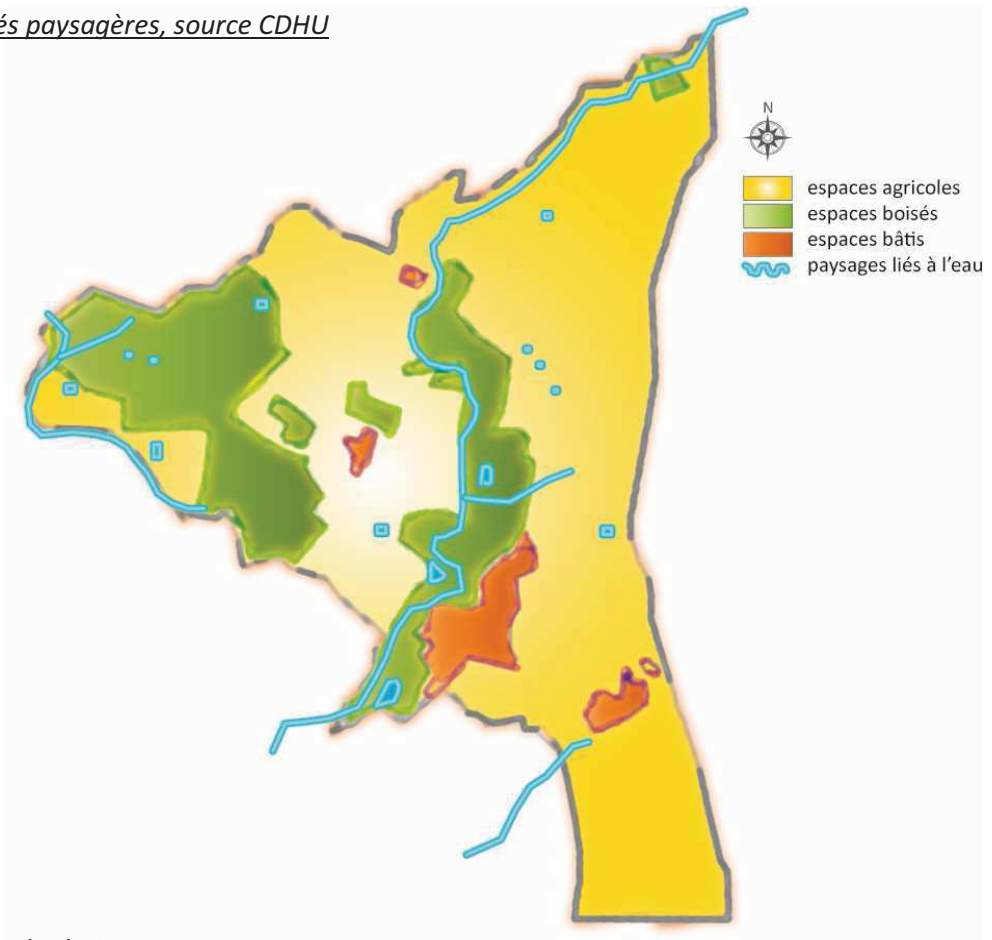 és paysagères, source CDHU
N
espaces agricoles
espaces boisés
espaces bâtis
paysages liés à l'eau